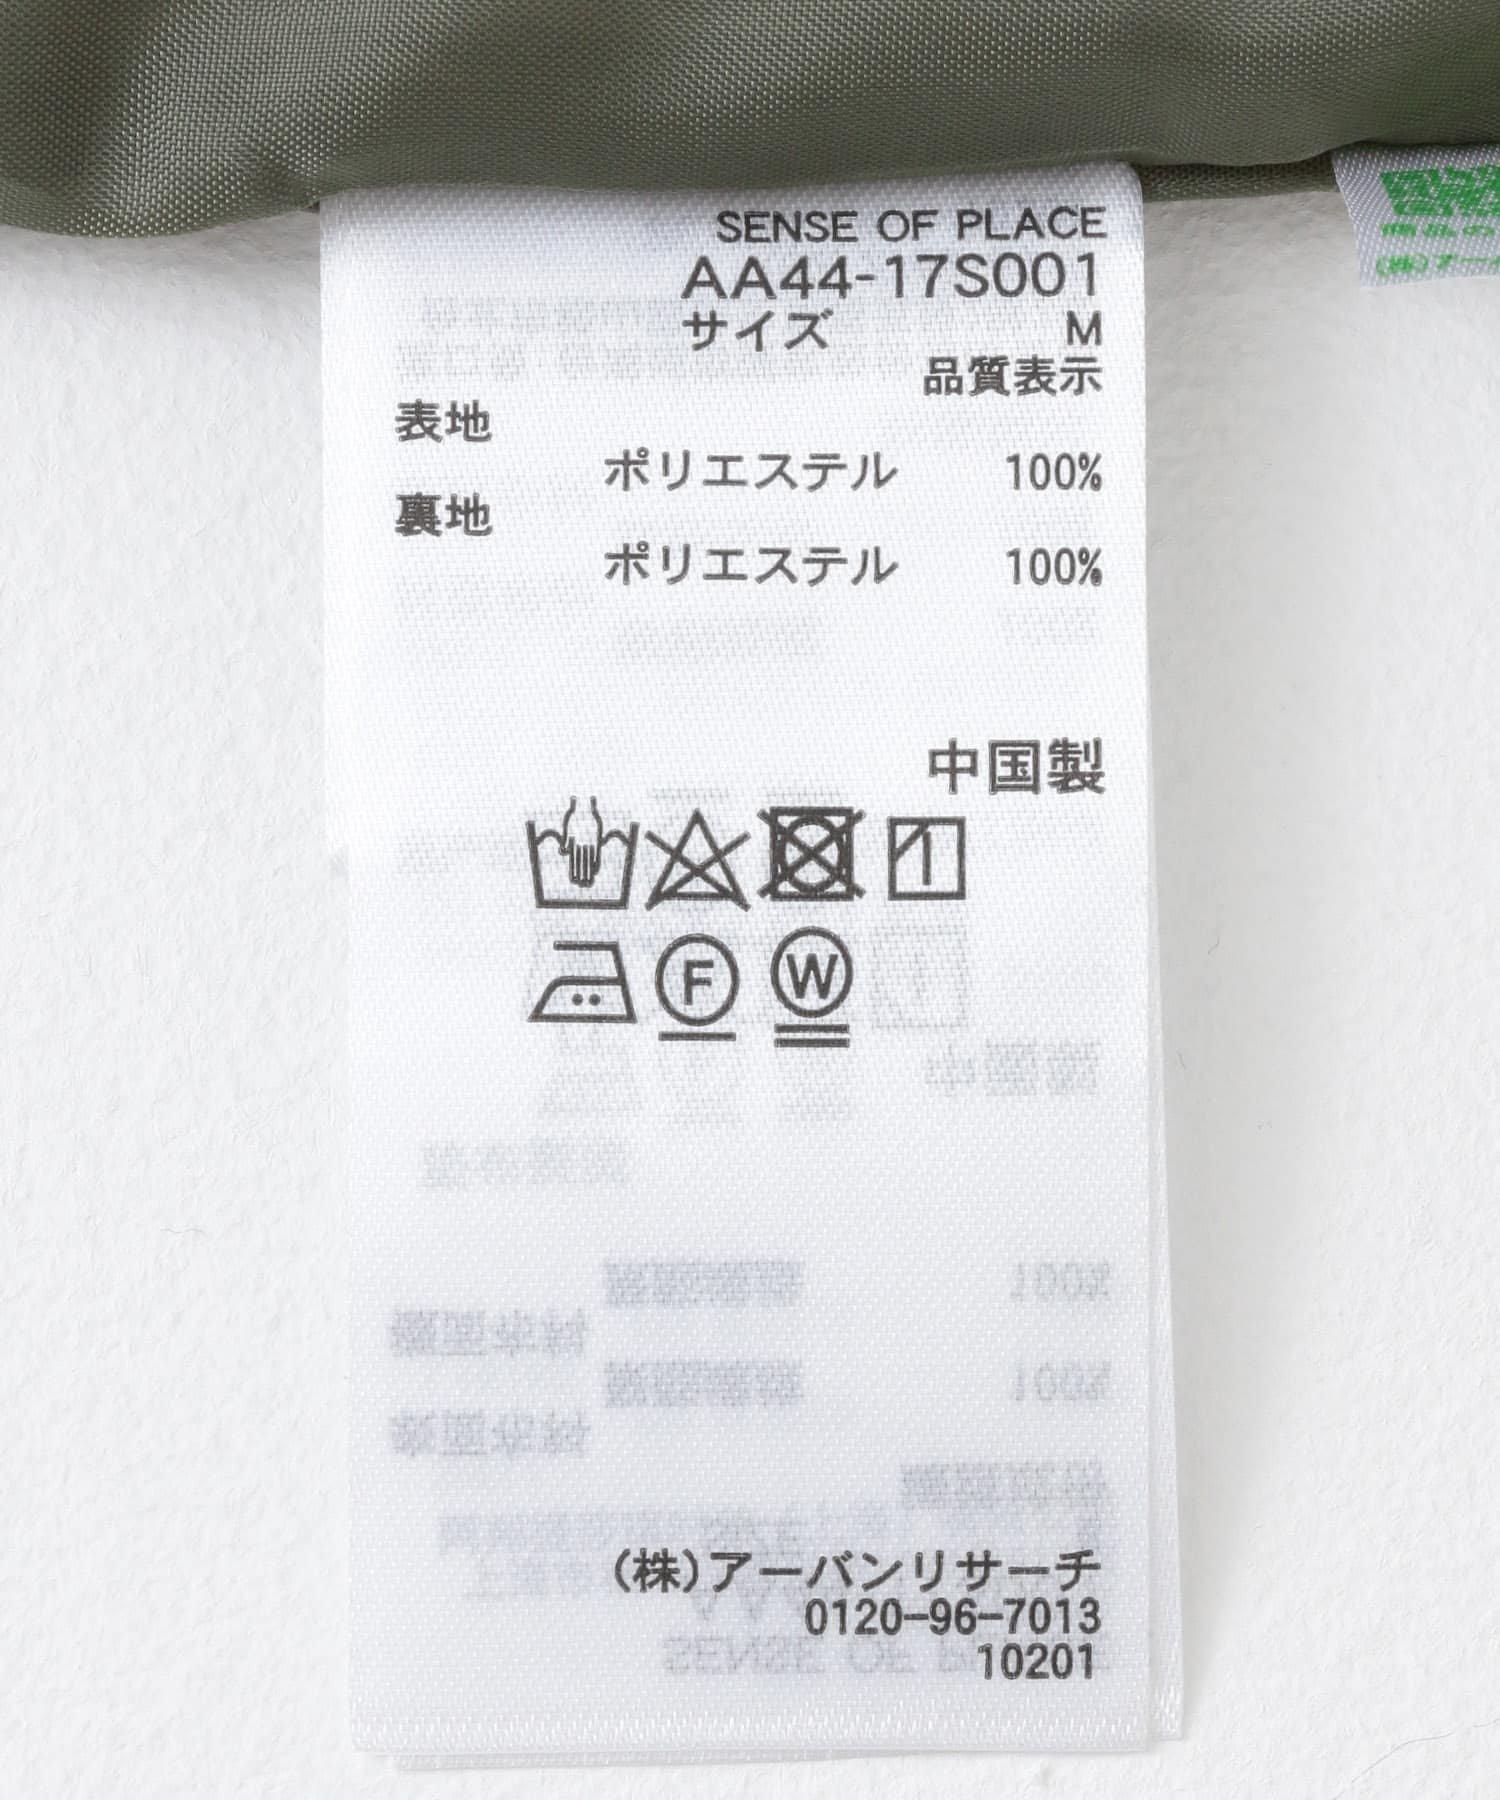 SENSE OF PLACE
AA44-17S001
サイズ M
品質表示
表地
ポリエステル 100%
裏地
ポリエステル 100%
中国製
F W
(株)アーバンリサーチ
0120-96-7013
10201